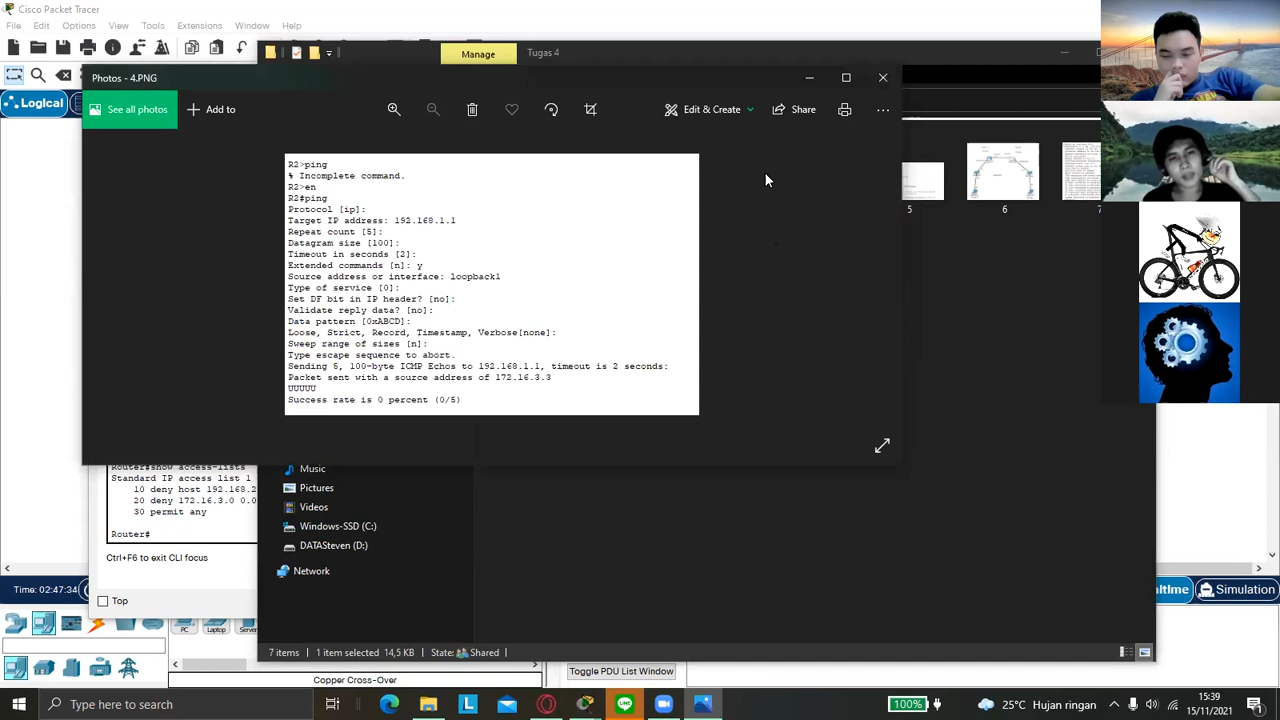 Cisco Packet Tracer
File Edit Options View Tools Extensions Window Help
Manage Tugas 4
Photos - 4.PNG
Logical
See all photos
Add to
Edit & Create
Share
R2>ping
% Incomplete command.
R2>en
R2#ping
Protocol [ip]:
Target IP address: 192.168.1.1
Repeat count [5]:
Datagram size [100]:
Timeout in seconds [2]:
Extended commands [n]: y
Source address or interface: loopback1
Type of service [0]:
Set DF bit in IP header? [no]:
Validate reply data? [no]:
Data pattern [0xABCD]:
Loose, Strict, Record, Timestamp, Verbose[none]:
Sweep range of sizes [n]:
Type escape sequence to abort.
Sending 5, 100-byte ICMP Echos to 192.168.1.1, timeout is 2 seconds:
Packet sent with a source address of 172.16.3.3
UUUUU
Success rate is 0 percent (0/5)
5 6 7
Router#show access-lists
Standard IP access list 1
10 deny host 192.168.2
20 deny 172.16.3.0 0.0
30 permit any
Router#
Ctrl+F6 to exit CLI focus
Top
Music
Pictures
Videos
Windows-SSD (C:)
DATASteven (D:)
Network
Time: 02:47:34
altime
Simulation
PC Laptop Server
7 items 1 item selected 14,5 KB State: Shared
Toggle PDU List Window
Copper Cross-Over
Type here to search
100%
25°C Hujan ringan
15:39
15/11/2021